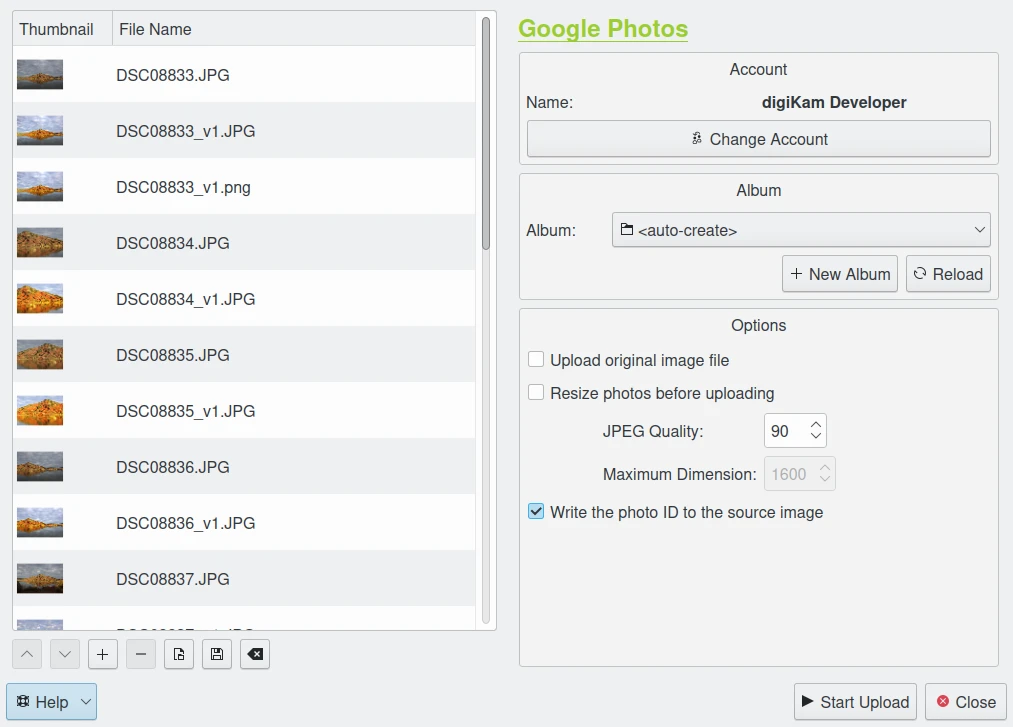 Thumbnail File Name
DSC08833.JPG
DSC08833_v1.JPG
DSC08833_v1.png
DSC08834.JPG
DSC08834_v1.JPG
DSC08835.JPG
DSC08835_v1.JPG
DSC08836.JPG
DSC08836_v1.JPG
DSC08837.JPG
Help
Google Photos
Account
Name: digiKam Developer
Change Account
Album
Album: <auto-create>
New Album Reload
Options
Upload original image file
Resize photos before uploading
JPEG Quality: 90
Maximum Dimension: 1600
Write the photo ID to the source image
Start Upload Close